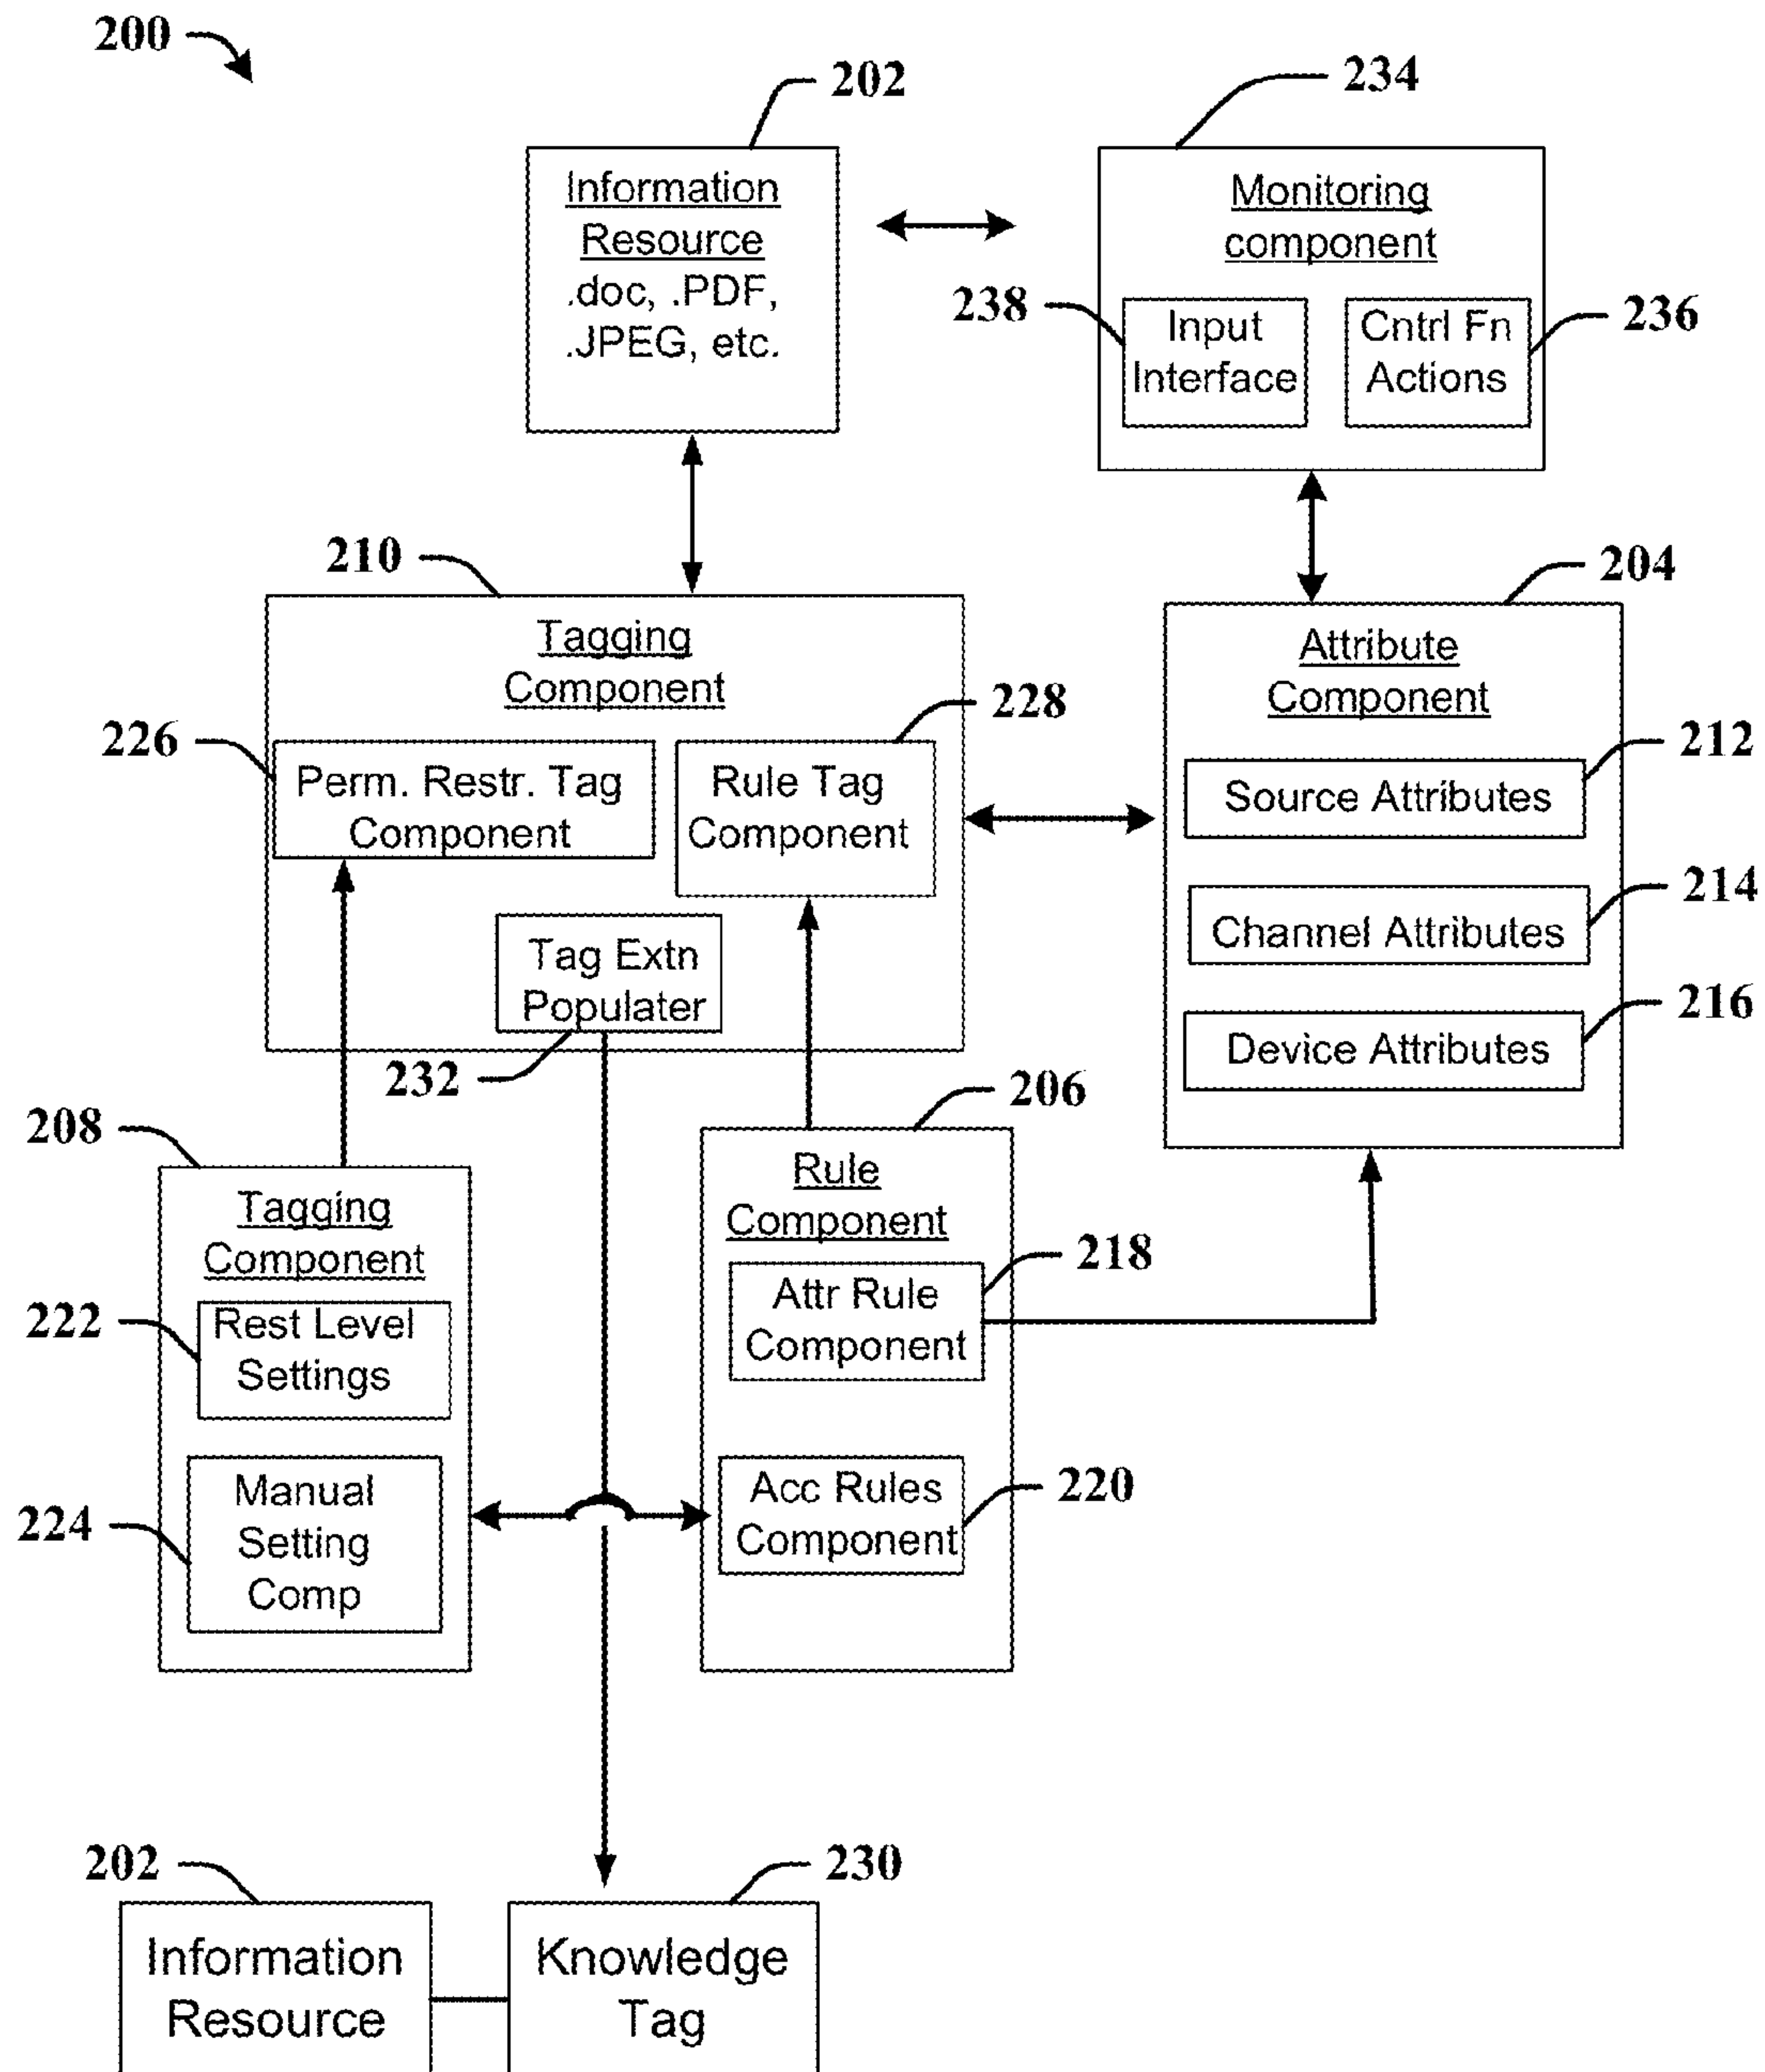 200
202
234
Information
Resource
.doc, .PDF,
.JPEG, etc.
Monitoring
component
238
Input
Interface
Cntrl Fn
Actions
236
210
204
Tagging
Component
228
Attribute
Component
226
Perm. Restr. Tag
Component
Rule Tag
Component
212
Source Attributes
214
Channel Attributes
Tag Extn
Populater
232
216
Device Attributes
208
206
Tagging
Component
Rule
Component
218
222
Rest Level
Settings
Attr Rule
Component
224
Manual
Setting
Comp
Acc Rules
Component
220
202
230
Information
Resource
Knowledge
Tag